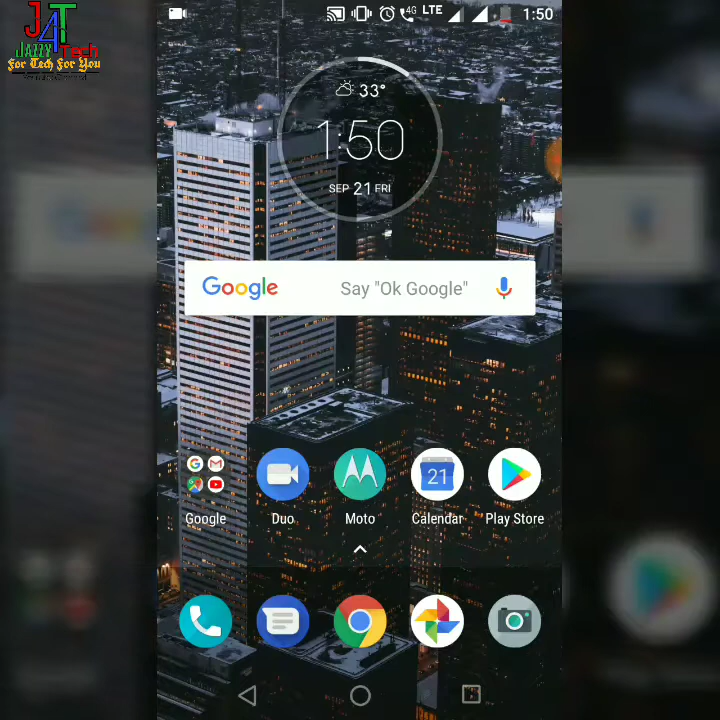 J4T
JAZZY Tech
For Tech For You
4G LTE 1:50
33°
1:50
SEP 21 FRI
Google Say "Ok Google"
21
Google Duo Moto Calendar Play Store